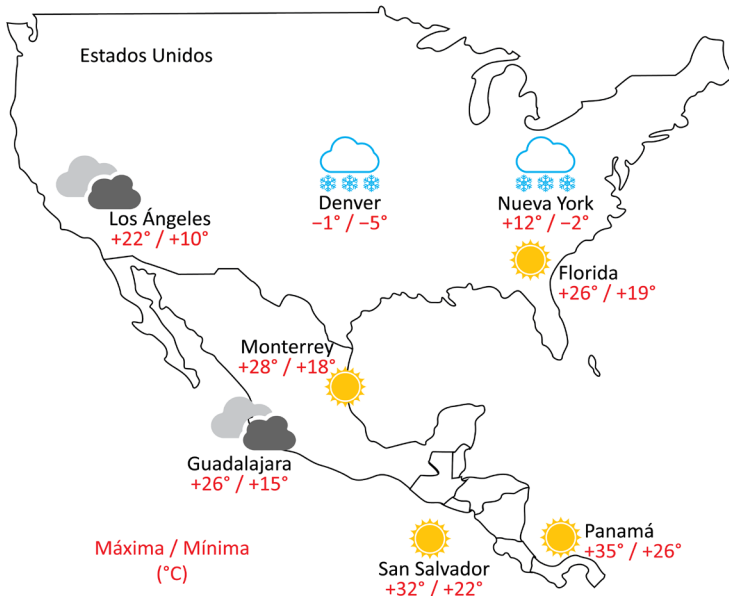 Estados Unidos
Los Ángeles
+22° / +10°
Denver
−1° / −5°
Nueva York
+12° / −2°
Florida
+26° / +19°
Monterrey
+28° / +18°
Guadalajara
+26° / +15°
Máxima / Mínima
(°C)
San Salvador
+32° / +22°
Panamá
+35° / +26°